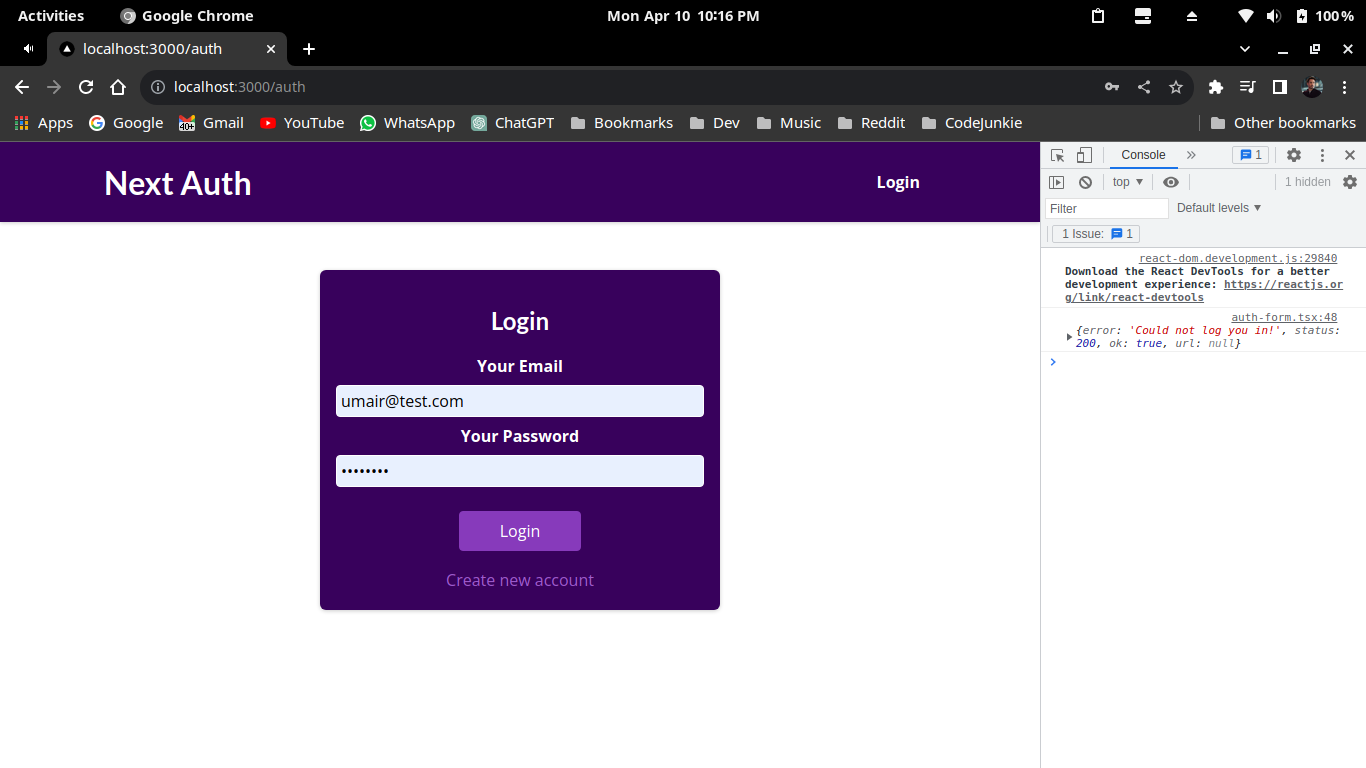 Activities Google Chrome Mon Apr 10 10:16 PM 100 %
localhost:3000/auth
localhost:3000/auth
Apps Google Gmail YouTube WhatsApp ChatGPT Bookmarks Dev Music Reddit CodeJunkie Other bookmarks
40+
Next Auth Login
Login
Your Email
umair@test.com
Your Password
••••••••
Login
Create new account
Console » 1
top 1 hidden
Filter Default levels
1 Issue: 1
react-dom.development.js:29840
Download the React DevTools for a better
development experience: https://reactjs.or
g/link/react-devtools
auth-form.tsx:48
{error: 'Could not log you in!', status:
200, ok: true, url: null}